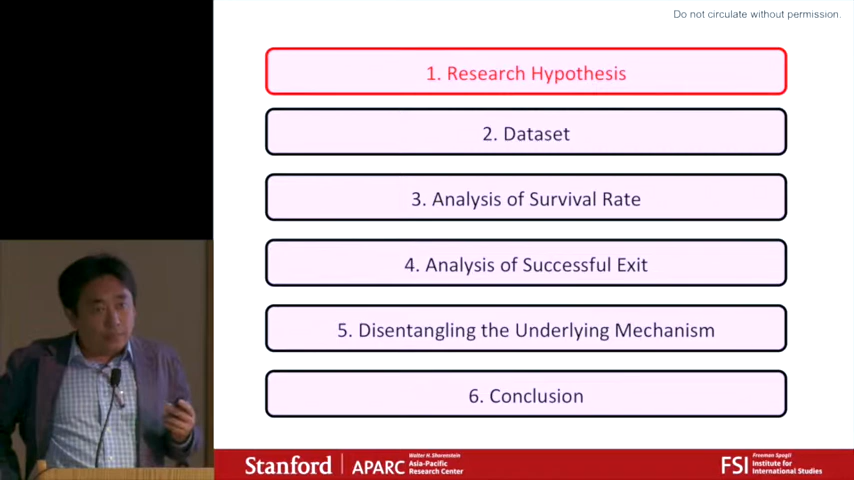 Do not circulate without permission.
1. Research Hypothesis
2. Dataset
3. Analysis of Survival Rate
4. Analysis of Successful Exit
5. Disentangling the Underlying Mechanism
6. Conclusion
Stanford
APARC
Walter H. Shorenstein
Asia-Pacific
Research Center
FSI
Freeman Spogli
Institute for
International Studies